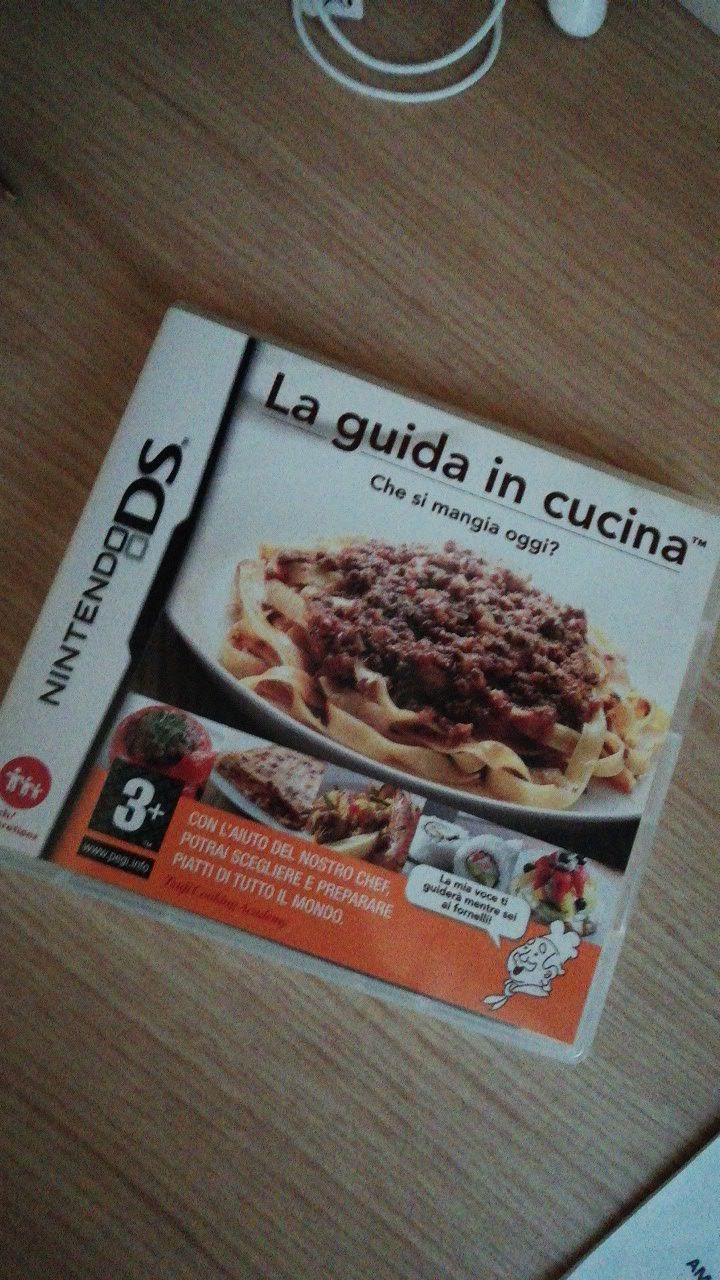 La guida in cucina™
Che si mangia oggi?
NINTENDO DS
3+
www.pegi.info
CON L'AIUTO DEL NOSTRO CHEF,
POTRAI SCEGLIERE E PREPARARE
PIATTI DI TUTTO IL MONDO.
La mia voce ti
guiderà mentre sei
ai fornelli!